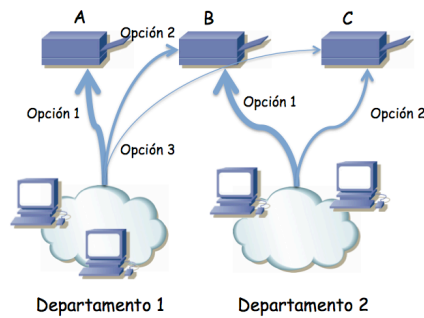 A
B
C
Opción 2
Opción 1
Opción 1
Opción 2
Opción 3
Departamento 1
Departamento 2